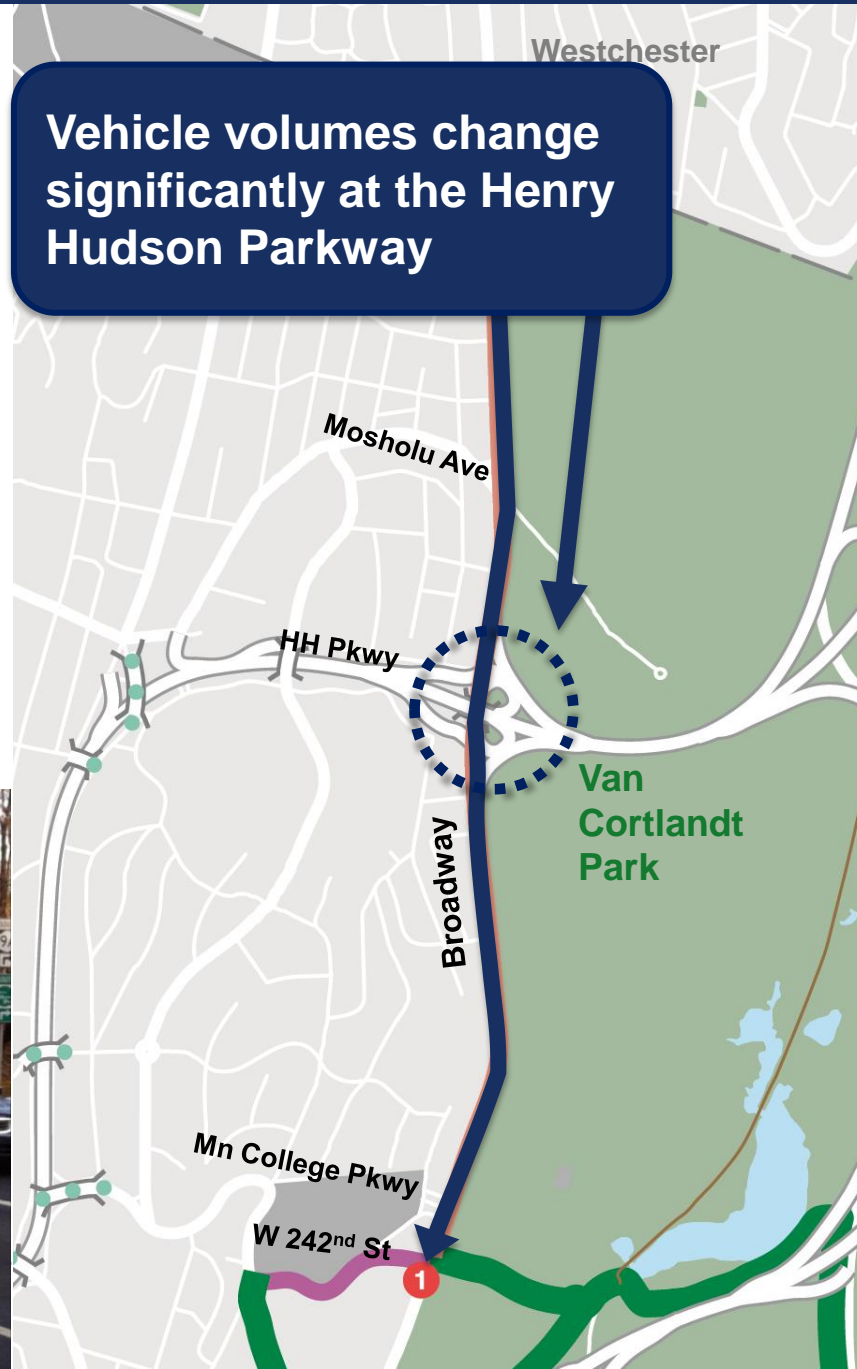 Westchester
Vehicle volumes change
significantly at the Henry
Hudson Parkway
Mosholu Ave
HH Pkwy
Van
Cortlandt
Park
Broadway
Mn College Pkwy
W 242nd St
1